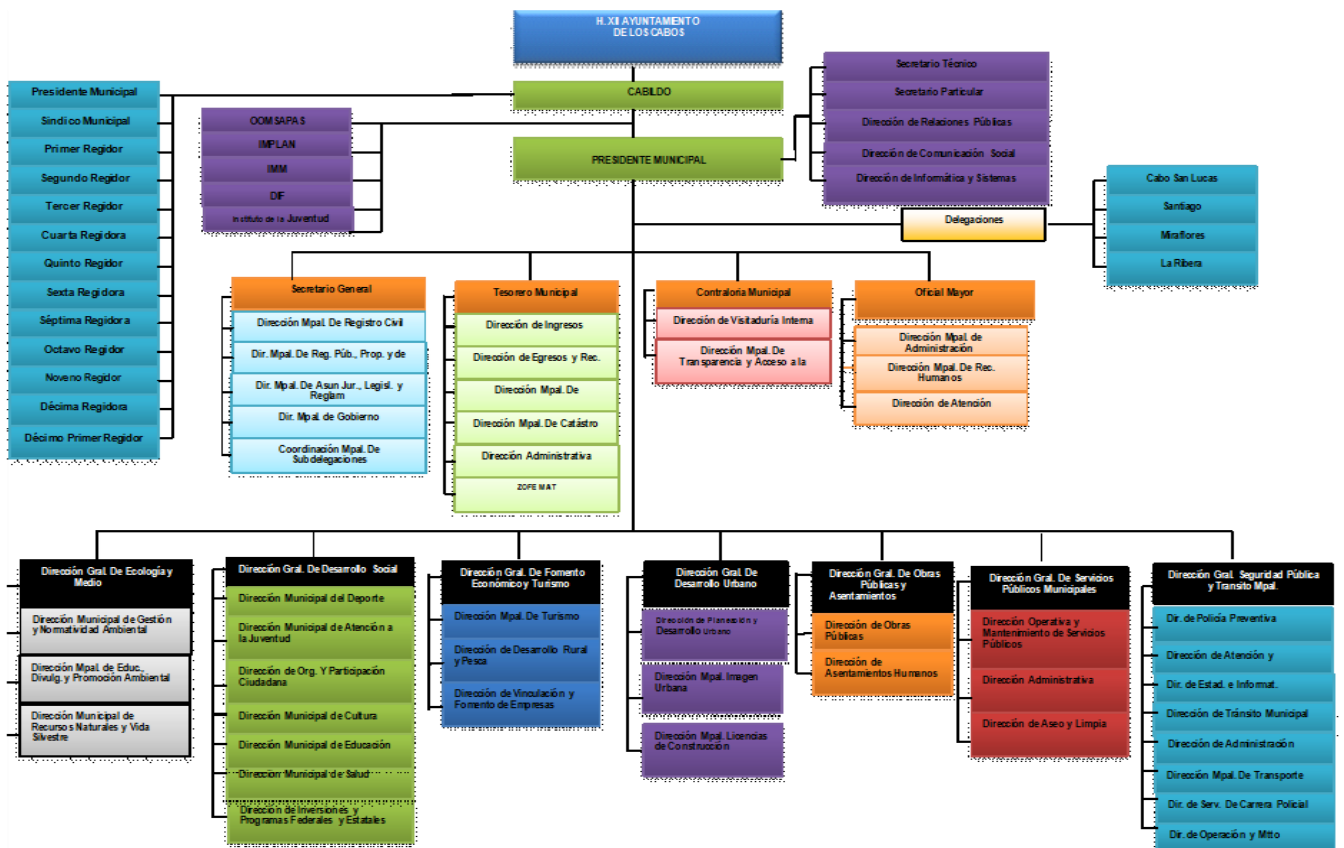 H. XII AYUNTAMIENTO
DE LOS CABOS
CABILDO
PRESIDENTE MUNICIPAL
Presidente Municipal
Sindico Municipal
Primer Regidor
Segundo Regidor
Tercer Regidor
Cuarta Regidora
Quinto Regidor
Sexta Regidora
Séptima Regidora
Octavo Regidor
Noveno Regidor
Décima Regidora
Décimo Primer Regidor
OOMSAPAS
IMPLAN
IMM
DIF
Instituto de la Juventud
Secretario Técnico
Secretario Particular
Dirección de Relaciones Públicas
Dirección de Comunicación Social
Dirección de Informática y Sistemas
Delegaciones
Cabo San Lucas
Santiago
Miraflores
La Ribera
Secretario General
Dirección Mpal. De Registro Civil
Dir. Mpal. De Reg. Púb., Prop. y de
Dir. Mpal. De Asun Jur., Legisl. y
Reglam
Dir. Mpal. de Gobierno
Coordinación Mpal. De
Subdelegaciones
Tesorero Municipal
Dirección de Ingresos
Dirección de Egresos y Rec.
Dirección Mpal. De
Dirección Mpal. De Catástro
Dirección Administrativa
ZOFEMAT
Contraloria Municipal
Dirección de Visitaduría Interna
Dirección Mpal. De
Transparencia y Acceso a la
Oficial Mayor
Dirección Mpal. de
Administración
Dirección Mpal. De Rec.
Humanos
Dirección de Atención
Dirección Gral. De Ecología y
Medio
Dirección Municipal de Gestión
y Normatividad Ambiental
Dirección Mpal. de Educ.,
Divulg. y Promoción Ambiental
Dirección Municipal de
Recursos Naturales y Vida
Silvestre
Dirección Gral. De Desarrollo Social
Dirección Municipal del Deporte
Dirección Municipal de Atención a
la Juventud
Dirección de Org. Y Participación
Ciudadana
Dirección Municipal de Cultura
Dirección Municipal de Educación
Dirección Municipal de Salud
Dirección de Inversiones y
Programas Federales y Estatales
Dirección Gral. De Fomento
Económico y Turismo
Dirección Mpal. De Turismo
Dirección de Desarrollo Rural
y Pesca
Dirección de Vinculación y
Fomento de Empresas
Dirección Gral. De
Desarrollo Urbano
Dirección de Planeación y
Desarrollo Urbano
Dirección Mpal. Imagen
Urbana
Dirección Mpal. Licencias
de Construcción
Dirección Gral. De Obras
Públicas y
Asentamientos
Dirección de Obras
Públicas
Dirección de
Asentamientos Humanos
Dirección Gral. De Servicios
Públicos Municipales
Dirección Operativa y
Mantenimiento de Servicios
Públicos
Dirección Administrativa
Dirección de Aseo y Limpia
Dirección Gral. Seguridad Pública
y Transito Mpal.
Dir. de Policía Preventiva
Dirección de Atención y
Dir. de Estad. e Informat.
Dirección de Tránsito Municipal
Dirección de Administración
Dirección Mpal. De Transporte
Dir. de Serv. De Carrera Policial
Dir. de Operación y Mtto